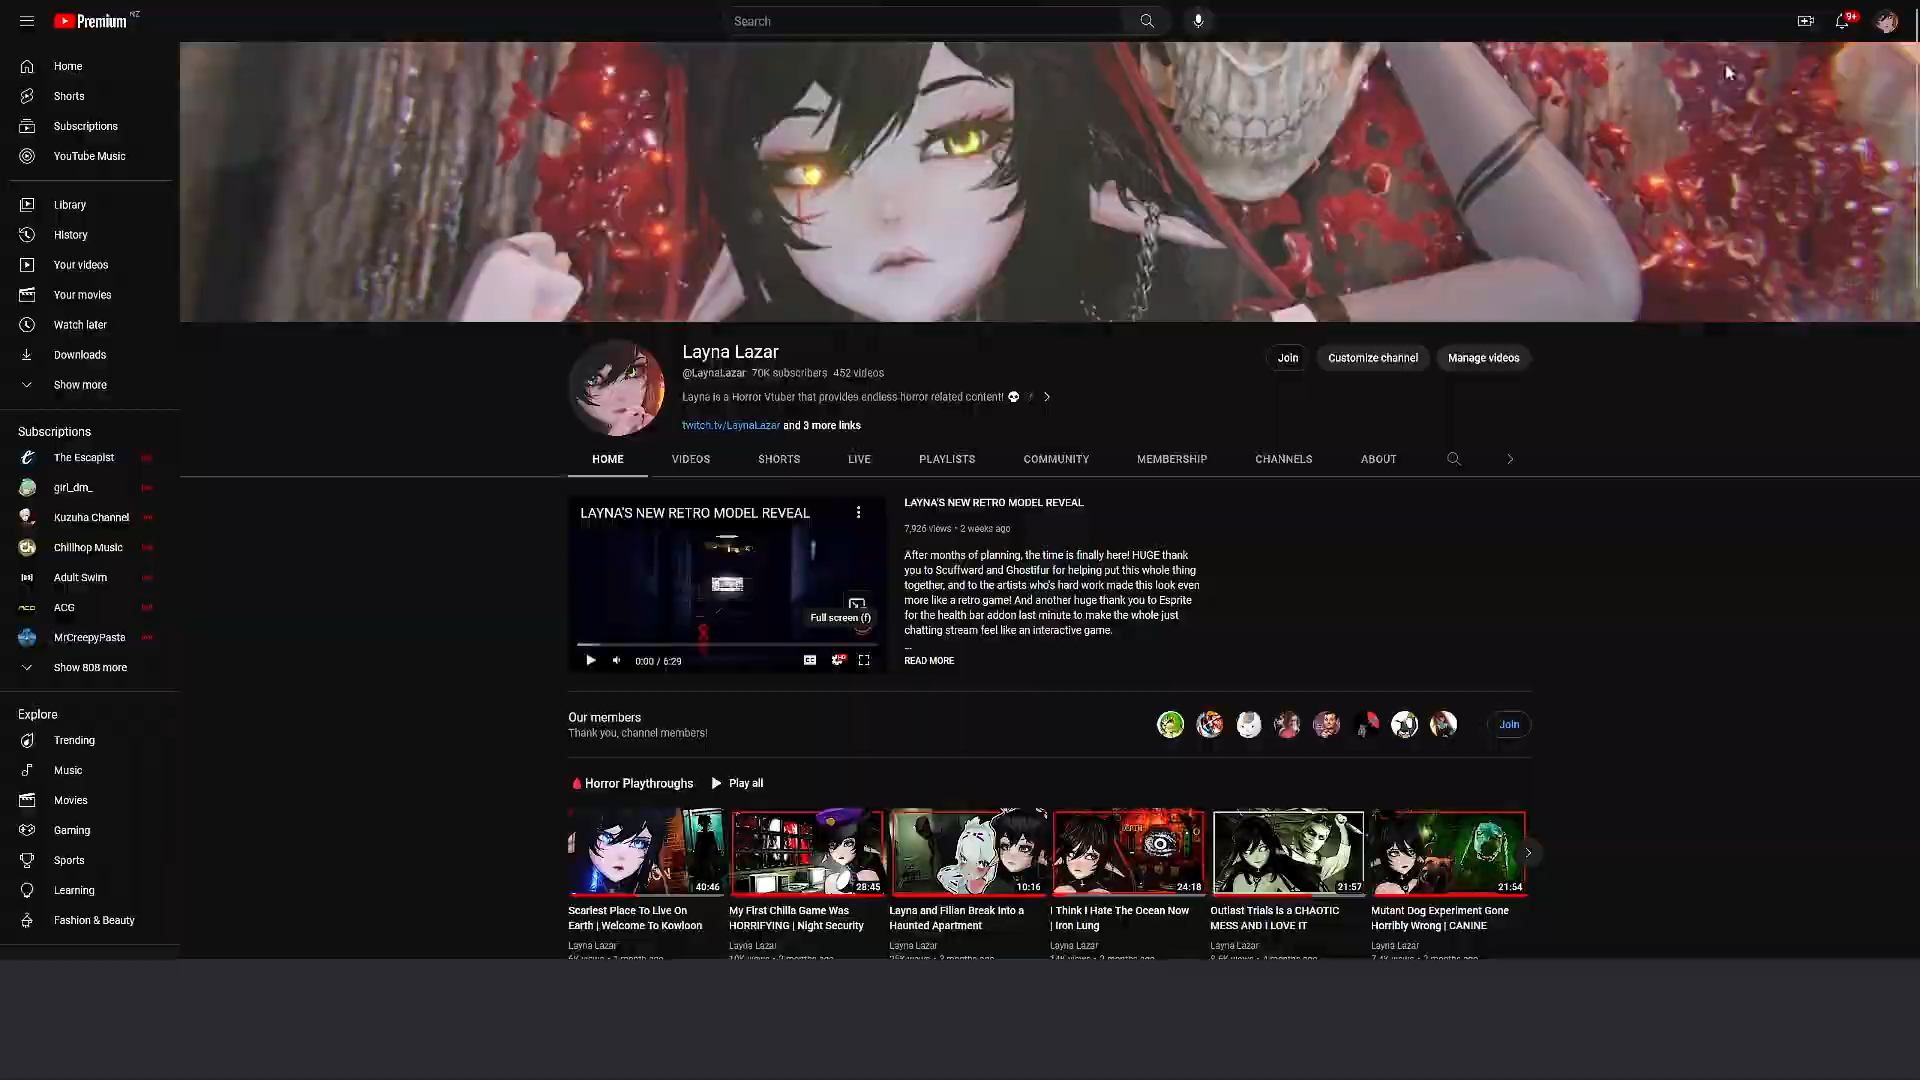 Premium NZ
Search
9+
Home
Shorts
Subscriptions
YouTube Music
Library
History
Your videos
Your movies
Watch later
Downloads
Show more
Subscriptions
The Escapist
girl_dm_
Kuzuha Channel
Chillhop Music
Adult Swim
ACG
MrCreepyPasta
Show 808 more
Explore
Trending
Music
Movies
Gaming
Sports
Learning
Fashion & Beauty
Layna Lazar
@LaynaLazar 70K subscribers 452 videos
Layna is a Horror Vtuber that provides endless horror related content!
twitch.tv/LaynaLazar and 3 more links
Join
Customize channel
Manage videos
HOME
VIDEOS
SHORTS
LIVE
PLAYLISTS
COMMUNITY
MEMBERSHIP
CHANNELS
ABOUT
LAYNA'S NEW RETRO MODEL REVEAL
Full screen (f)
0:00 / 6:29
HD
LAYNA'S NEW RETRO MODEL REVEAL
7,926 views • 2 weeks ago
After months of planning, the time is finally here! HUGE thank
you to Scuffward and Ghostifur for helping put this whole thing
together, and to the artists who's hard work made this look even
more like a retro game! And another huge thank you to Esprite
for the health bar addon last minute to make the whole just
chatting stream feel like an interactive game.
...
READ MORE
Our members
Thank you, channel members!
Join
Horror Playthroughs
Play all
40:46
28:45
10:16
DEATH
24:18
21:57
21:54
Scariest Place To Live On
Earth | Welcome To Kowloon
Layna Lazar
My First Chilla Game Was
HORRIFYING | Night Security
Layna Lazar
Layna and Filian Break Into a
Haunted Apartment
Layna Lazar
I Think I Hate The Ocean Now
| Iron Lung
Layna Lazar
Outlast Trials is a CHAOTIC
MESS AND I LOVE IT
Layna Lazar
Mutant Dog Experiment Gone
Horribly Wrong | CANINE
Layna Lazar